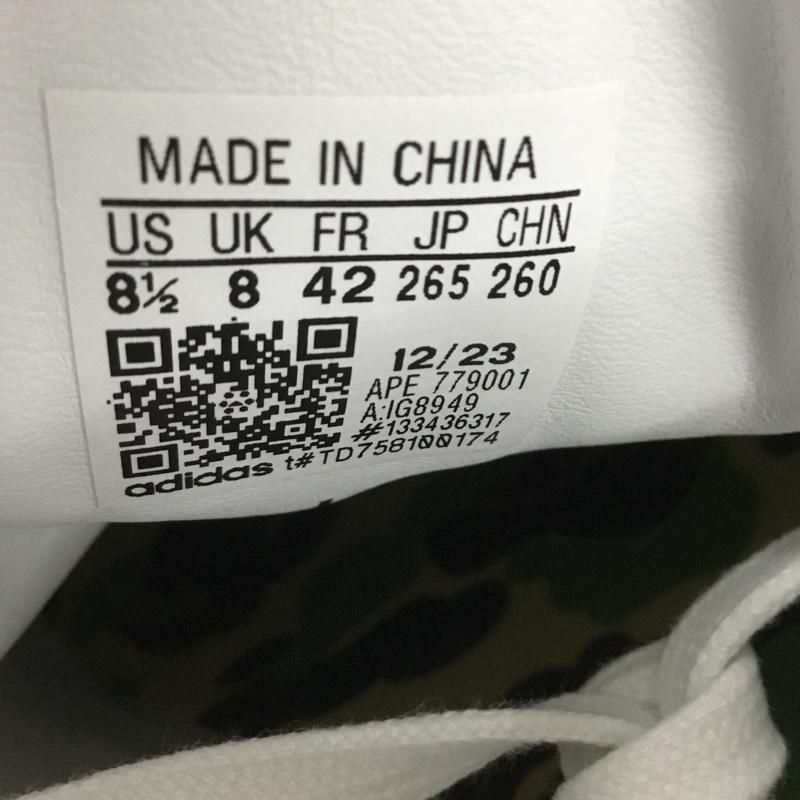 MADE IN CHINA
US UK FR JP CHN
8½ 8 42 265 260
12/23
APE 779001
A:IG8949
#133436317
adidas t#TD758100174